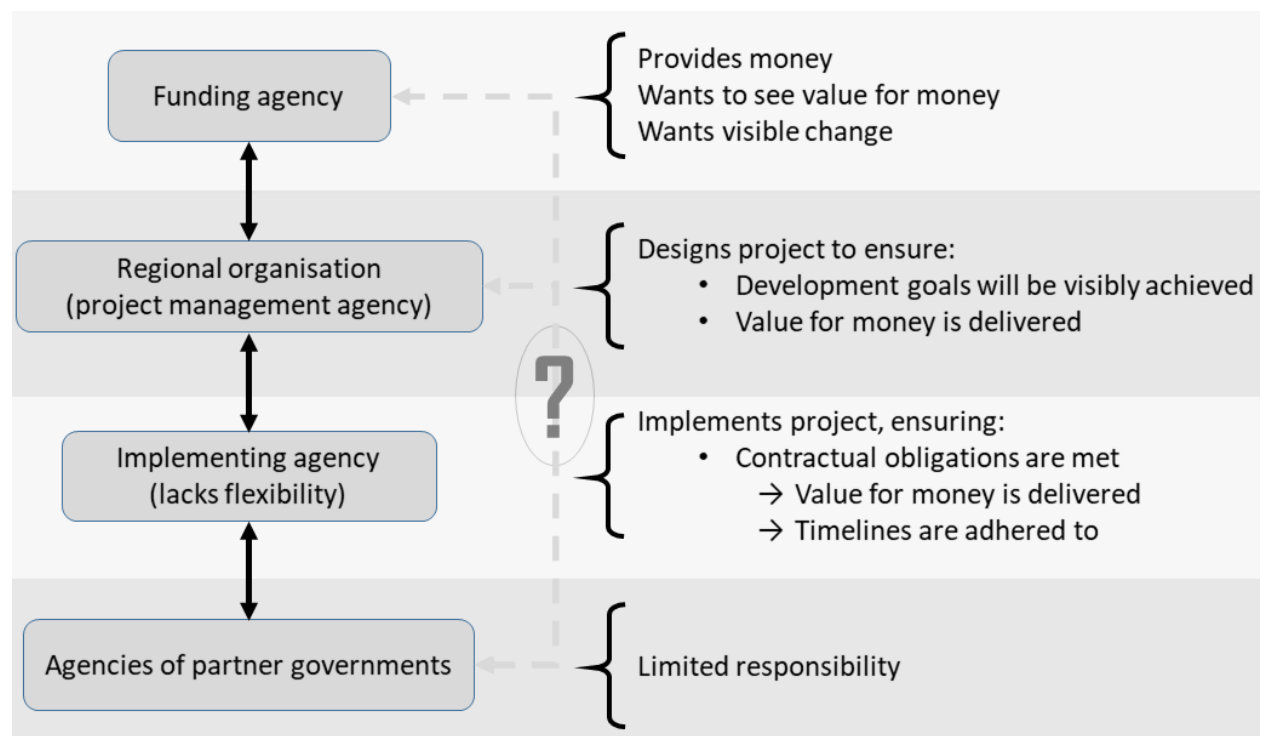 Funding agency
Provides money
Wants to see value for money
Wants visible change
Regional organisation
(project management agency)
Designs project to ensure:
• Development goals will be visibly achieved
• Value for money is delivered
?
Implementing agency
(lacks flexibility)
Implements project, ensuring:
• Contractual obligations are met
→ Value for money is delivered
→ Timelines are adhered to
Agencies of partner governments
Limited responsibility